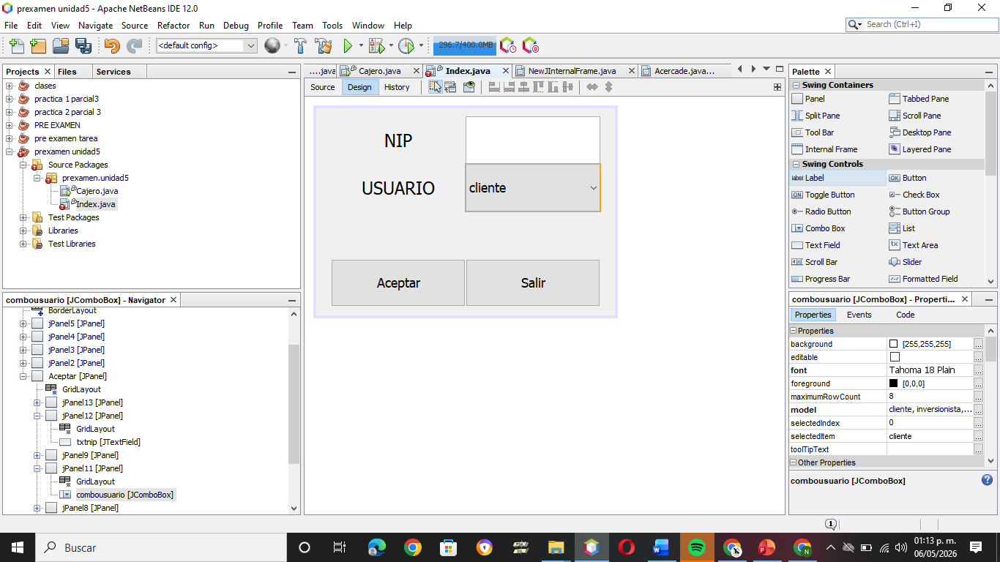 prexamen unidad5 - Apache NetBeans IDE 12.0
File Edit View Navigate Source Refactor Run Debug Profile Team Tools Window Help
Search (Ctrl+I)
<default config>
296.7/400.0MB
Projects Files Services
clases
practica 1 parcial3
practica 2 parcial 3
PRE EXAMEN
pre examen tarea
prexamen unidad5
Source Packages
prexamen.unidad5
Cajero.java
Index.java
Test Packages
Libraries
Test Libraries
combousuario [JComboBox] - Navigator
BorderLayout
jPanel5 [JPanel]
jPanel4 [JPanel]
jPanel3 [JPanel]
jPanel2 [JPanel]
Aceptar [JPanel]
GridLayout
jPanel13 [JPanel]
jPanel12 [JPanel]
GridLayout
txtnip [JTextField]
jPanel9 [JPanel]
jPanel11 [JPanel]
GridLayout
combousuario [JComboBox]
jPanel8 [JPanel]
....java Cajero.java Index.java NewJInternalFrame.java Acercade.java...
Source Design History
NIP
USUARIO cliente
Aceptar Salir
Palette
Swing Containers
Panel Tabbed Pane
Split Pane Scroll Pane
Tool Bar Desktop Pane
Internal Frame Layered Pane
Swing Controls
label Label OK Button
ON Toggle Button Check Box
Radio Button Button Group
Combo Box List
Text Field tx Text Area
Scroll Bar Slider
Progress Bar Formatted Field
combousuario [JComboBox] - Properti...
Properties Events Code
Properties
background [255,255,255] ...
editable ...
font Tahoma 18 Plain ...
foreground [0,0,0] ...
maximumRowCount 8 ...
model cliente, inversionista,... ...
selectedIndex 0 ...
selectedItem cliente ...
toolTipText ...
Other Properties
combousuario [JComboBox] ?
1
Buscar
01:13 p. m.
06/05/2026